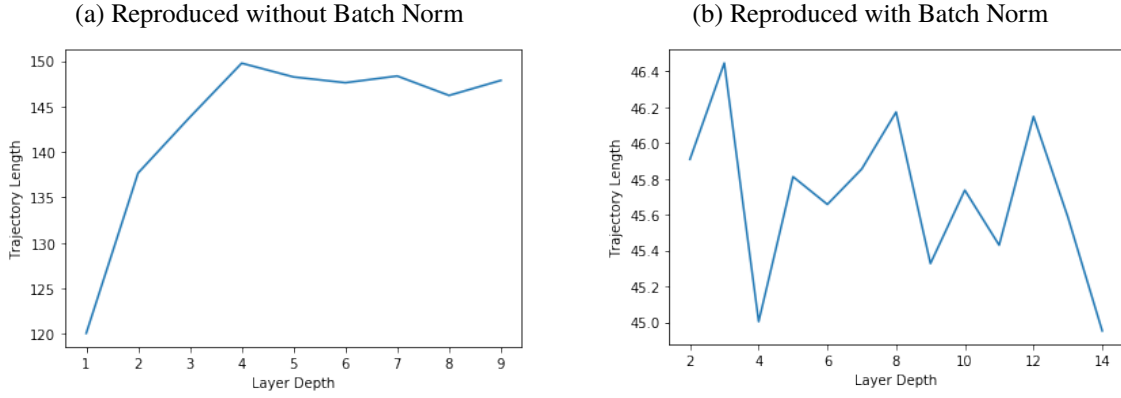 (a) Reproduced without Batch Norm
150
145
140
135
130
125
120
Trajectory Length
1 2 3 4 5 6 7 8 9
Layer Depth
(b) Reproduced with Batch Norm
46.4
46.2
46.0
45.8
45.6
45.4
45.2
45.0
Trajectory Length
2 4 6 8 10 12 14
Layer Depth